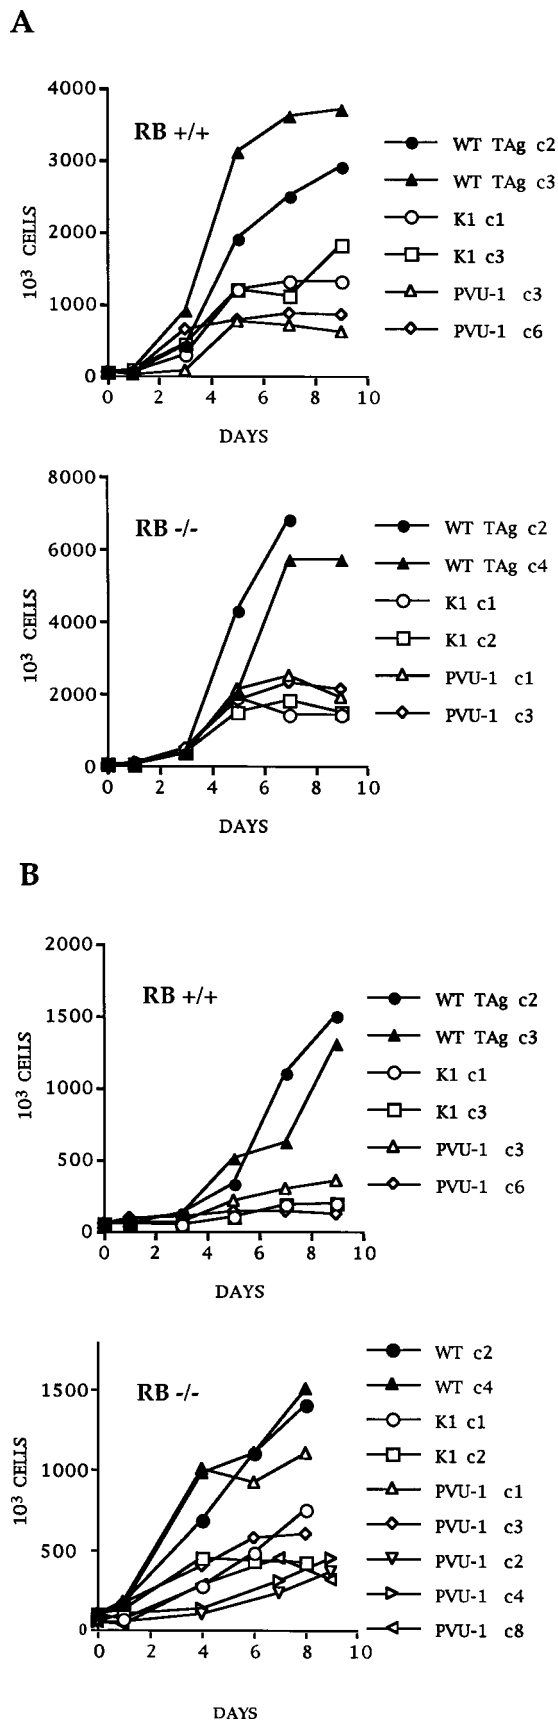 A
RB +/+
10³ CELLS
4000
3000
2000
1000
0
0 2 4 6 8 10
DAYS
WT TAg c2
WT TAg c3
K1 c1
K1 c3
PVU-1 c3
PVU-1 c6
RB -/-
10³ CELLS
8000
6000
4000
2000
0
0 2 4 6 8 10
DAYS
WT TAg c2
WT TAg c4
K1 c1
K1 c2
PVU-1 c1
PVU-1 c3
B
RB +/+
10³ CELLS
2000
1500
1000
500
0
0 2 4 6 8 10
DAYS
WT TAg c2
WT TAg c3
K1 c1
K1 c3
PVU-1 c3
PVU-1 c6
RB -/-
10³ CELLS
1500
1000
500
0
0 2 4 6 8 10
DAYS
WT c2
WT c4
K1 c1
K1 c2
PVU-1 c1
PVU-1 c3
PVU-1 c2
PVU-1 c4
PVU-1 c8